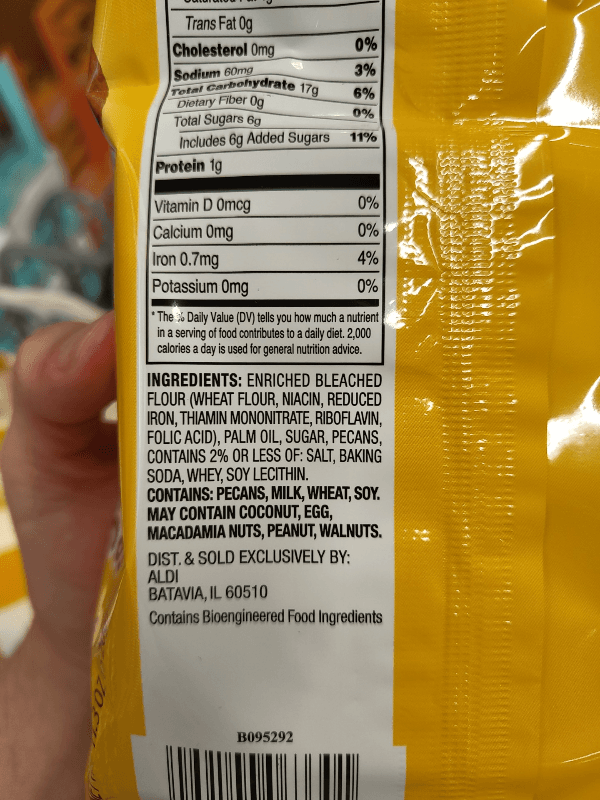 Trans Fat 0g
Cholesterol 0mg 0%
Sodium 60mg 3%
Total Carbohydrate 17g 6%
Dietary Fiber 0g 0%
Total Sugars 6g
Includes 6g Added Sugars 11%
Protein 1g
Vitamin D 0mcg 0%
Calcium 0mg 0%
Iron 0.7mg 4%
Potassium 0mg 0%
* The % Daily Value (DV) tells you how much a nutrient
in a serving of food contributes to a daily diet. 2,000
calories a day is used for general nutrition advice.
INGREDIENTS: ENRICHED BLEACHED
FLOUR (WHEAT FLOUR, NIACIN, REDUCED
IRON, THIAMIN MONONITRATE, RIBOFLAVIN,
FOLIC ACID), PALM OIL, SUGAR, PECANS,
CONTAINS 2% OR LESS OF: SALT, BAKING
SODA, WHEY, SOY LECITHIN.
CONTAINS: PECANS, MILK, WHEAT, SOY.
MAY CONTAIN COCONUT, EGG,
MACADAMIA NUTS, PEANUT, WALNUTS.
DIST. & SOLD EXCLUSIVELY BY:
ALDI
BATAVIA, IL 60510
Contains Bioengineered Food Ingredients
B095292